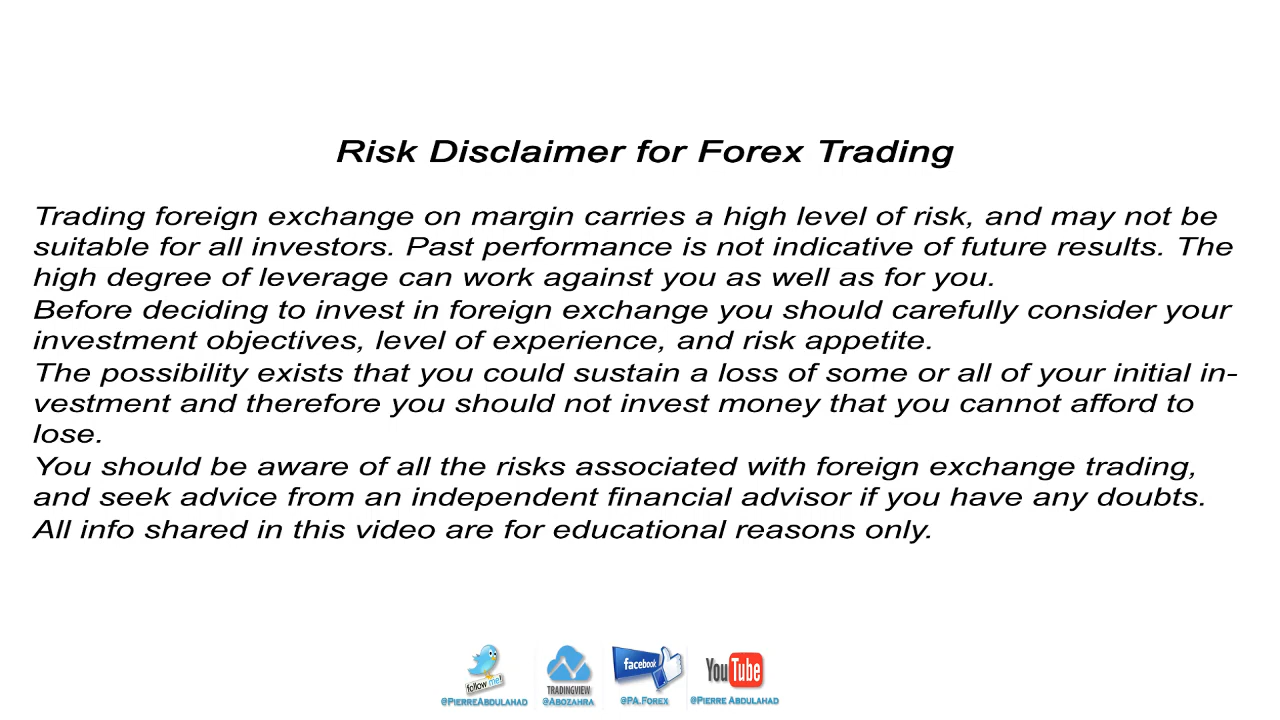 Risk Disclaimer for Forex Trading
Trading foreign exchange on margin carries a high level of risk, and may not be
suitable for all investors. Past performance is not indicative of future results. The
high degree of leverage can work against you as well as for you.
Before deciding to invest in foreign exchange you should carefully consider your
investment objectives, level of experience, and risk appetite.
The possibility exists that you could sustain a loss of some or all of your initial in-
vestment and therefore you should not invest money that you cannot afford to
lose.
You should be aware of all the risks associated with foreign exchange trading,
and seek advice from an independent financial advisor if you have any doubts.
All info shared in this video are for educational reasons only.
follow me!
@PierreAbdulahad
TRADINGVIEW
@Abozahra
facebook
@PA.Forex
YouTube
@Pierre Abdulahad